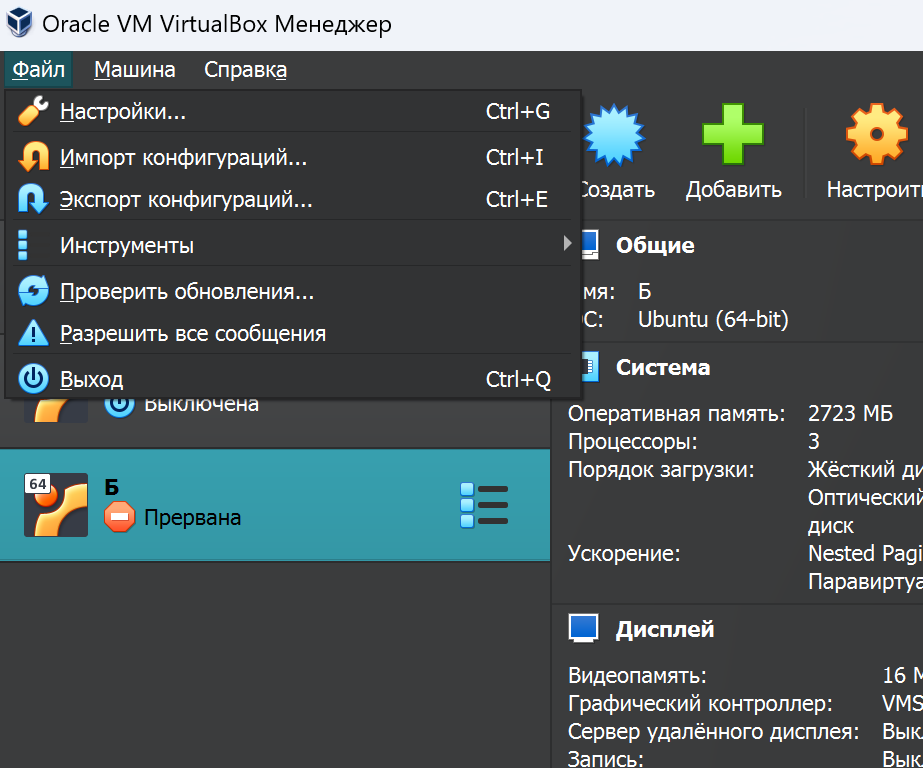 Oracle VM VirtualBox Менеджер
Файл Машина Справка
Настройки... Ctrl+G
Импорт конфигураций... Ctrl+I
Экспорт конфигураций... Ctrl+E
Инструменты
Проверить обновления...
Разрешить все сообщения
Выход Ctrl+Q
Выключена
64
Б
Прервана
Создать Добавить Настроить
Общие
мя: Б
ОС: Ubuntu (64-bit)
Система
Оперативная память: 2723 МБ
Процессоры: 3
Порядок загрузки: Жёсткий ди
Оптический
диск
Ускорение: Nested Pagi
Паравиртуа
Дисплей
Видеопамять: 16 М
Графический контроллер: VMS
Сервер удалённого дисплея: Выкл
Запись: Выкл